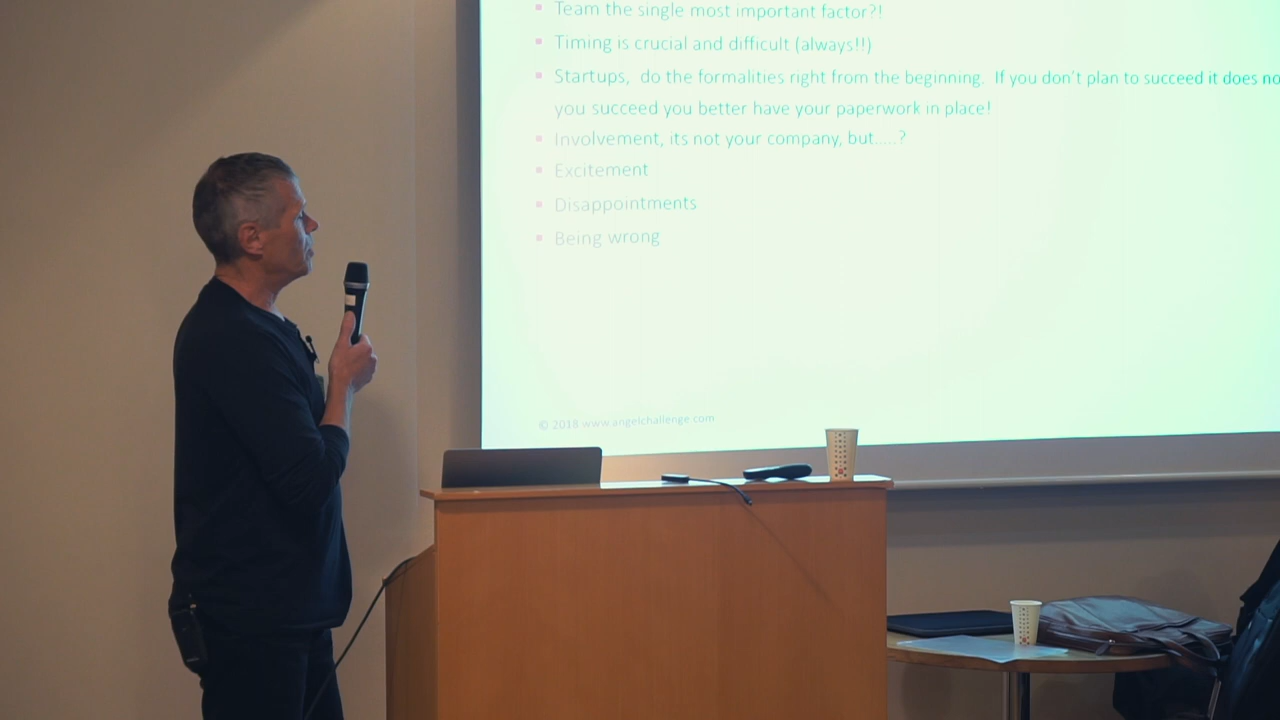 Team the single most important factor?!
Timing is crucial and difficult (always!!)
Startups, do the formalities right from the beginning. If you don't plan to succeed it does no
you succeed you better have your paperwork in place!
Involvement, its not your company, but.....?
Excitement
Disappointments
Being wrong
© 2018 www.angelchallenge.com